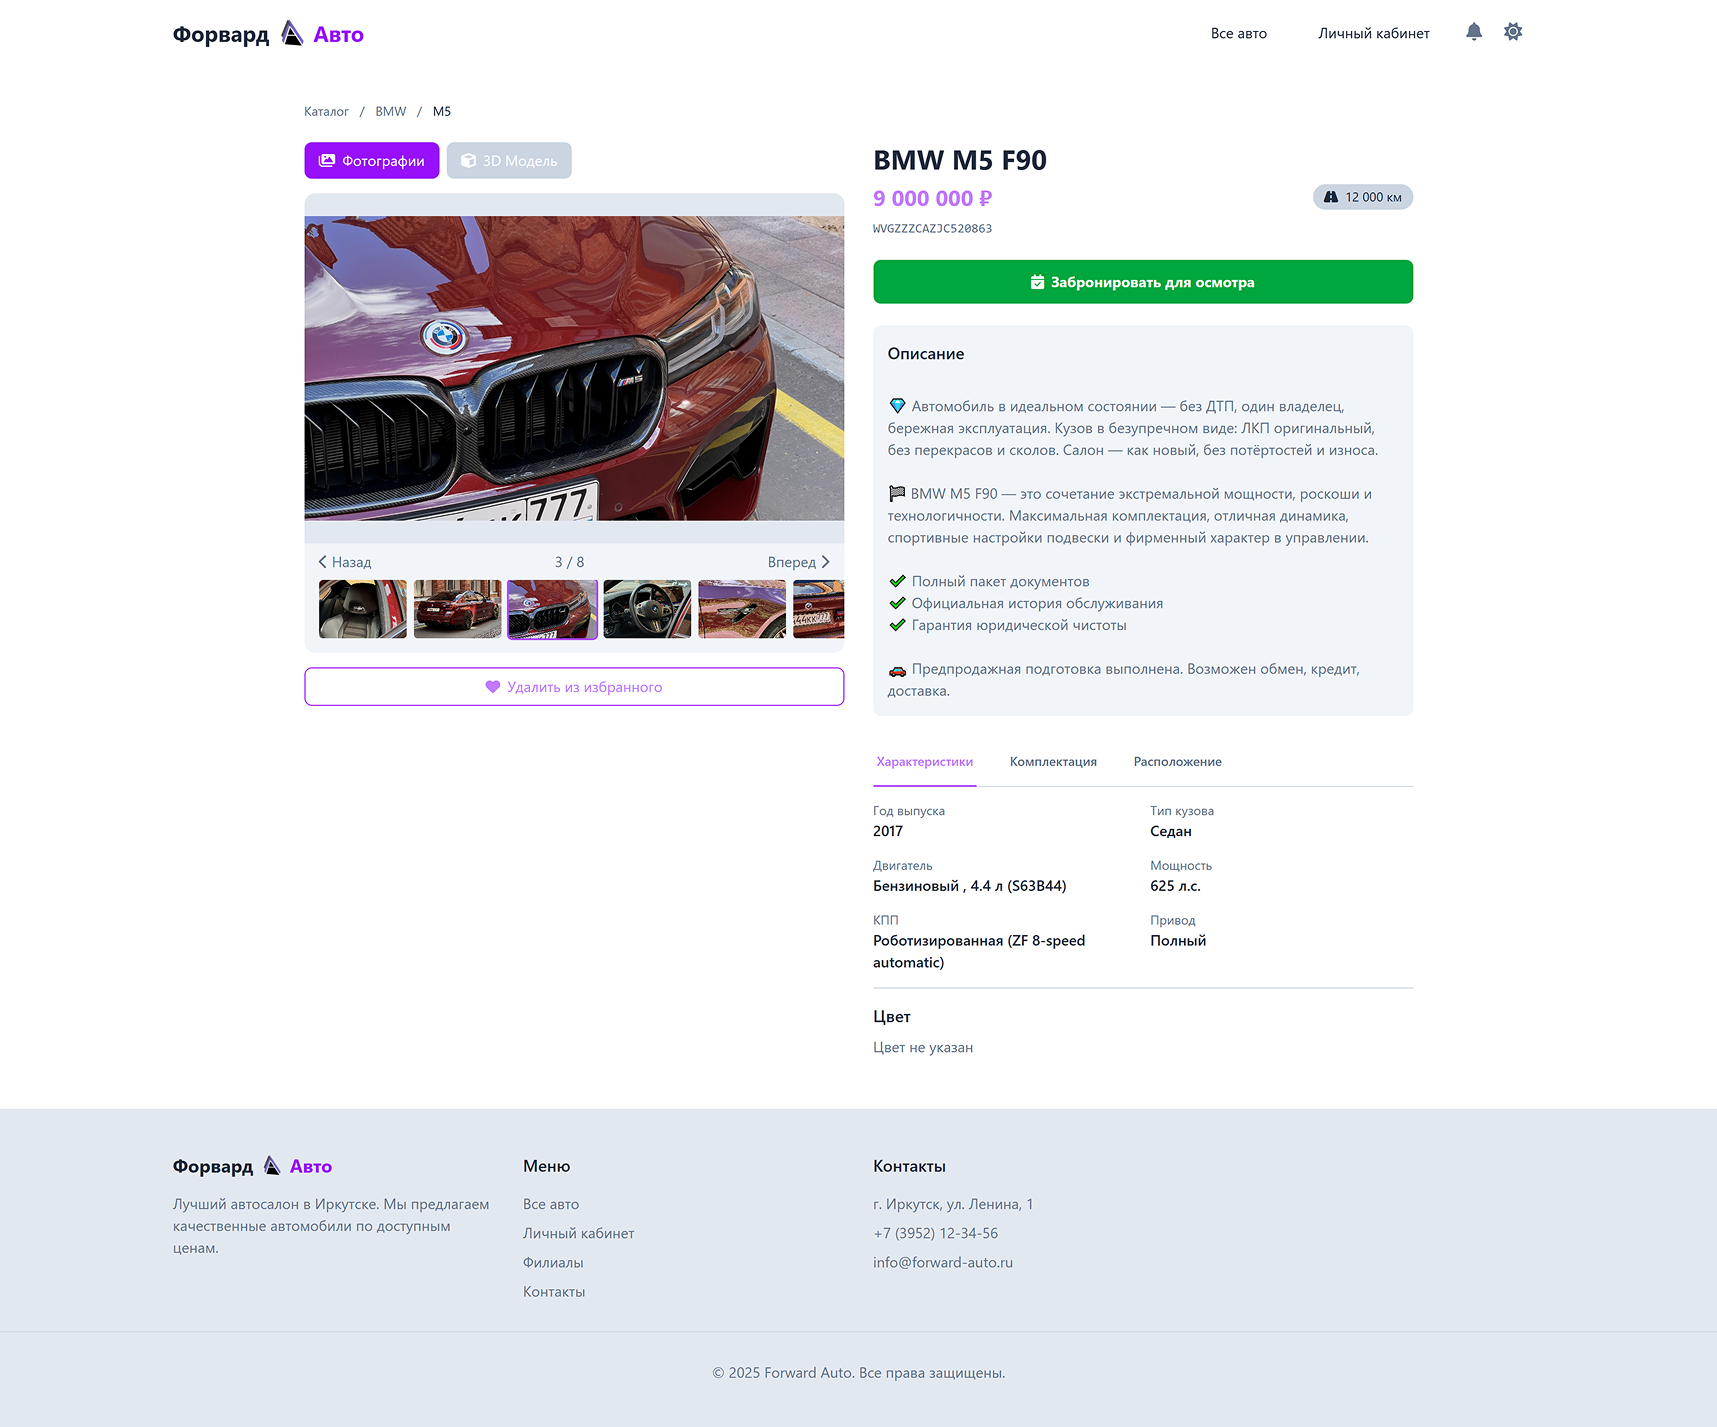 Форвард Авто
Все авто
Личный кабинет
Каталог / BMW / M5
Фотографии
3D Модель
BMW M5 F90
9 000 000 ₽
12 000 км
WVGZZZCAZJC520863
Забронировать для осмотра
M5
777
Назад
3 / 8
Вперед
Удалить из избранного
Описание
Автомобиль в идеальном состоянии — без ДТП, один владелец,
бережная эксплуатация. Кузов в безупречном виде: ЛКП оригинальный,
без перекрасов и сколов. Салон — как новый, без потёртостей и износа.
BMW M5 F90 — это сочетание экстремальной мощности, роскоши и
технологичности. Максимальная комплектация, отличная динамика,
спортивные настройки подвески и фирменный характер в управлении.
Полный пакет документов
Официальная история обслуживания
Гарантия юридической чистоты
Предпродажная подготовка выполнена. Возможен обмен, кредит,
доставка.
Характеристики
Комплектация
Расположение
Год выпуска
2017
Тип кузова
Седан
Двигатель
Бензиновый , 4.4 л (S63B44)
Мощность
625 л.с.
КПП
Роботизированная (ZF 8-speed
automatic)
Привод
Полный
Цвет
Цвет не указан
Форвард Авто
Лучший автосалон в Иркутске. Мы предлагаем
качественные автомобили по доступным
ценам.
Меню
Все авто
Личный кабинет
Филиалы
Контакты
Контакты
г. Иркутск, ул. Ленина, 1
+7 (3952) 12-34-56
info@forward-auto.ru
© 2025 Forward Auto. Все права защищены.